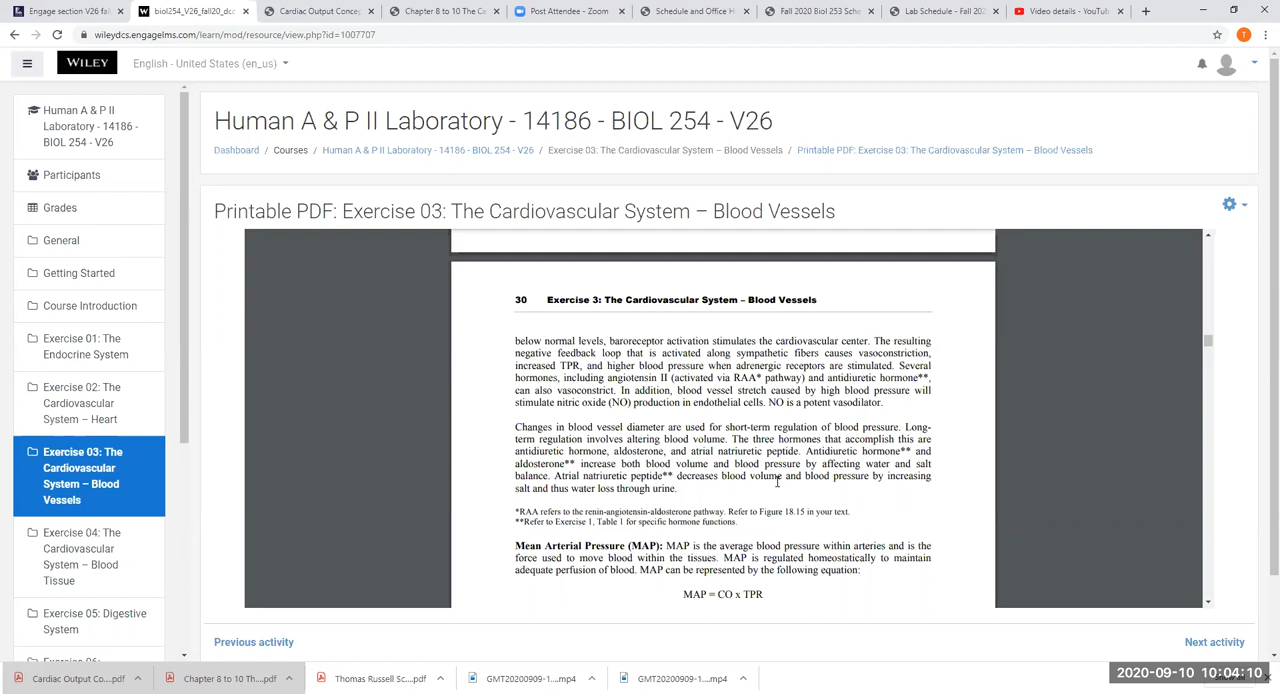 Engage section V26 fal
biol254_V26_fall20_dcc
Cardiac Output Concep
Chapter 8 to 10 The Ca
Post Attendee - Zoom
Schedule and Office H
Fall 2020 Biol 253 Sche
Lab Schedule - Fall 202
Video details - YouTub
wileydcs.engagelms.com/learn/mod/resource/view.php?id=1007707
T
WILEY
English - United States (en_us)
Human A & P II
Laboratory - 14186 -
BIOL 254 - V26
Participants
Grades
General
Getting Started
Course Introduction
Exercise 01: The
Endocrine System
Exercise 02: The
Cardiovascular
System – Heart
Exercise 03: The
Cardiovascular
System – Blood
Vessels
Exercise 04: The
Cardiovascular
System – Blood
Tissue
Exercise 05: Digestive
System
Human A & P II Laboratory - 14186 - BIOL 254 - V26
Dashboard / Courses / Human A & P II Laboratory - 14186 - BIOL 254 - V26 / Exercise 03: The Cardiovascular System – Blood Vessels / Printable PDF: Exercise 03: The Cardiovascular System – Blood Vessels
Printable PDF: Exercise 03: The Cardiovascular System – Blood Vessels
30 Exercise 3: The Cardiovascular System – Blood Vessels
below normal levels, baroreceptor activation stimulates the cardiovascular center. The resulting
negative feedback loop that is activated along sympathetic fibers causes vasoconstriction,
increased TPR, and higher blood pressure when adrenergic receptors are stimulated. Several
hormones, including angiotensin II (activated via RAA* pathway) and antidiuretic hormone**,
can also vasoconstrict. In addition, blood vessel stretch caused by high blood pressure will
stimulate nitric oxide (NO) production in endothelial cells. NO is a potent vasodilator.
Changes in blood vessel diameter are used for short-term regulation of blood pressure. Long-
term regulation involves altering blood volume. The three hormones that accomplish this are
antidiuretic hormone, aldosterone, and atrial natriuretic peptide. Antidiuretic hormone** and
aldosterone** increase both blood volume and blood pressure by affecting water and salt
balance. Atrial natriuretic peptide** decreases blood volume and blood pressure by increasing
salt and thus water loss through urine.
*RAA refers to the renin-angiotensin-aldosterone pathway. Refer to Figure 18.15 in your text.
**Refer to Exercise 1, Table 1 for specific hormone functions.
Mean Arterial Pressure (MAP): MAP is the average blood pressure within arteries and is the
force used to move blood within the tissues. MAP is regulated homeostatically to maintain
adequate perfusion of blood. MAP can be represented by the following equation:
MAP = CO x TPR
Previous activity
Next activity
Cardiac Output Co....pdf
Chapter 8 to 10 Th....pdf
Thomas Russell Sc....pdf
GMT20200909-1....mp4
GMT20200909-1....mp4
2020-09-10 10:04:10